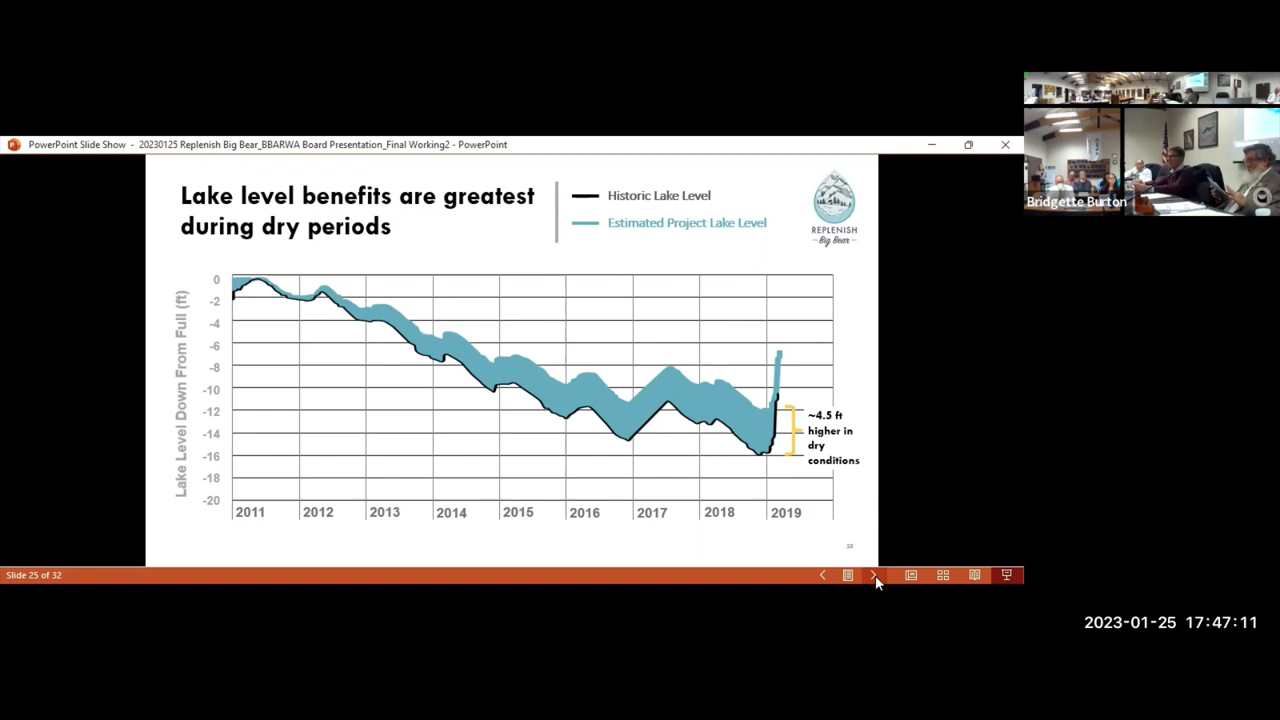 PowerPoint Slide Show - 20230125 Replenish Big Bear_BBARWA Board Presentation_Final Working2 - PowerPoint
Lake level benefits are greatest
during dry periods
Historic Lake Level
Estimated Project Lake Level
REPLENISH
Big Bear
Lake Level Down From Full (ft)
0
-2
-4
-6
-8
-10
-12
-14
-16
-18
-20
2011 2012 2013 2014 2015 2016 2017 2018 2019
~4.5 ft
higher in
dry
conditions
25
Slide 25 of 32
Bridgette Burton
2023-01-25 17:47:11